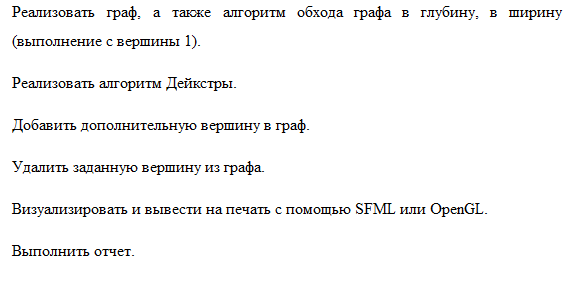 Реализовать граф, а также алгоритм обхода графа в глубину, в ширину
(выполнение с вершины 1).
Реализовать алгоритм Дейкстры.
Добавить дополнительную вершину в граф.
Удалить заданную вершину из графа.
Визуализировать и вывести на печать с помощью SFML или OpenGL.
Выполнить отчет.